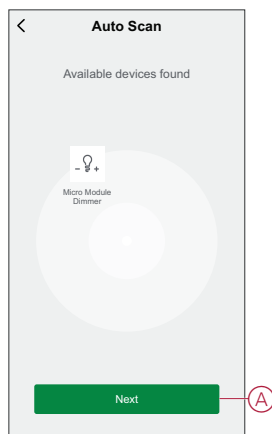 Auto Scan
Available devices found
Micro Module
Dimmer
Next
A